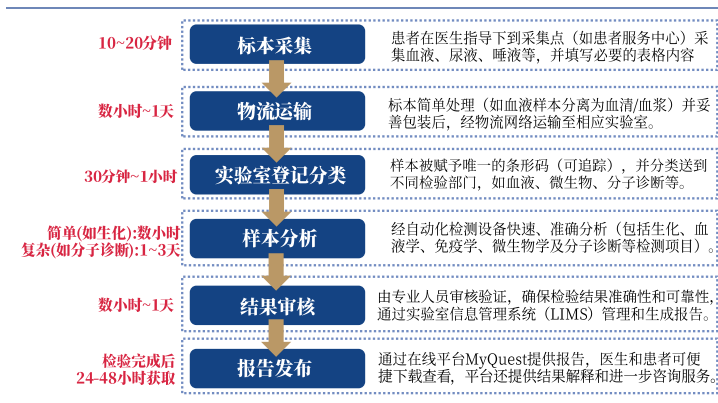 10~20分钟
标本采集
患者在医生指导下到采集点（如患者服务中心）采
集血液、尿液、唾液等，并填写必要的表格内容
数小时~1天
物流运输
标本简单处理（如血液样本分离为血清/血浆）并妥
善包装后，经物流网络运输至相应实验室。
30分钟~1小时
实验室登记分类
样本被赋予唯一的条形码（可追踪），并分类送到
不同检验部门，如血液、微生物、分子诊断等。
简单(如生化):数小时
复杂(如分子诊断):1~3天
样本分析
经自动化检测设备快速、准确分析（包括生化、血
液学、免疫学、微生物学及分子诊断等检测项目）。
数小时~1天
结果审核
由专业人员审核验证，确保检验结果准确性和可靠性，
通过实验室信息管理系统（LIMS）管理和生成报告。
检验完成后
24-48小时获取
报告发布
通过在线平台MyQuest提供报告，医生和患者可便
捷下载查看，平台还提供结果解释和进一步咨询服务。